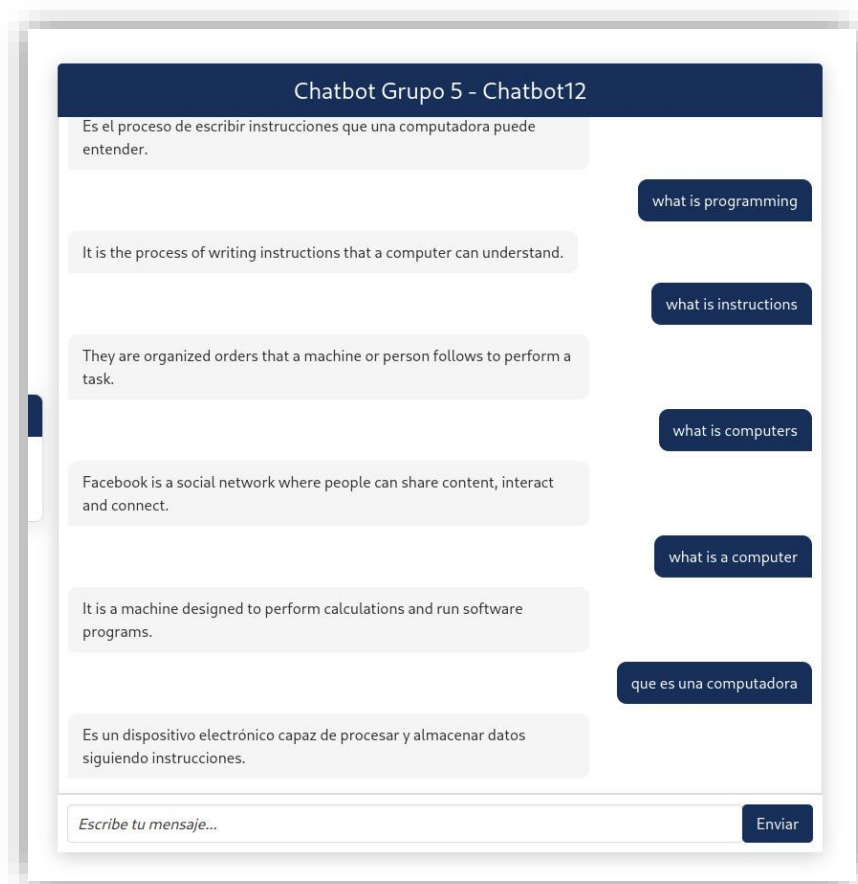 Chatbot Grupo 5 - Chatbot12
Es el proceso de escribir instrucciones que una computadora puede
entender.
what is programming
It is the process of writing instructions that a computer can understand.
what is instructions
They are organized orders that a machine or person follows to perform a
task.
what is computers
Facebook is a social network where people can share content, interact
and connect.
what is a computer
It is a machine designed to perform calculations and run software
programs.
que es una computadora
Es un dispositivo electrónico capaz de procesar y almacenar datos
siguiendo instrucciones.
Escribe tu mensaje...
Enviar